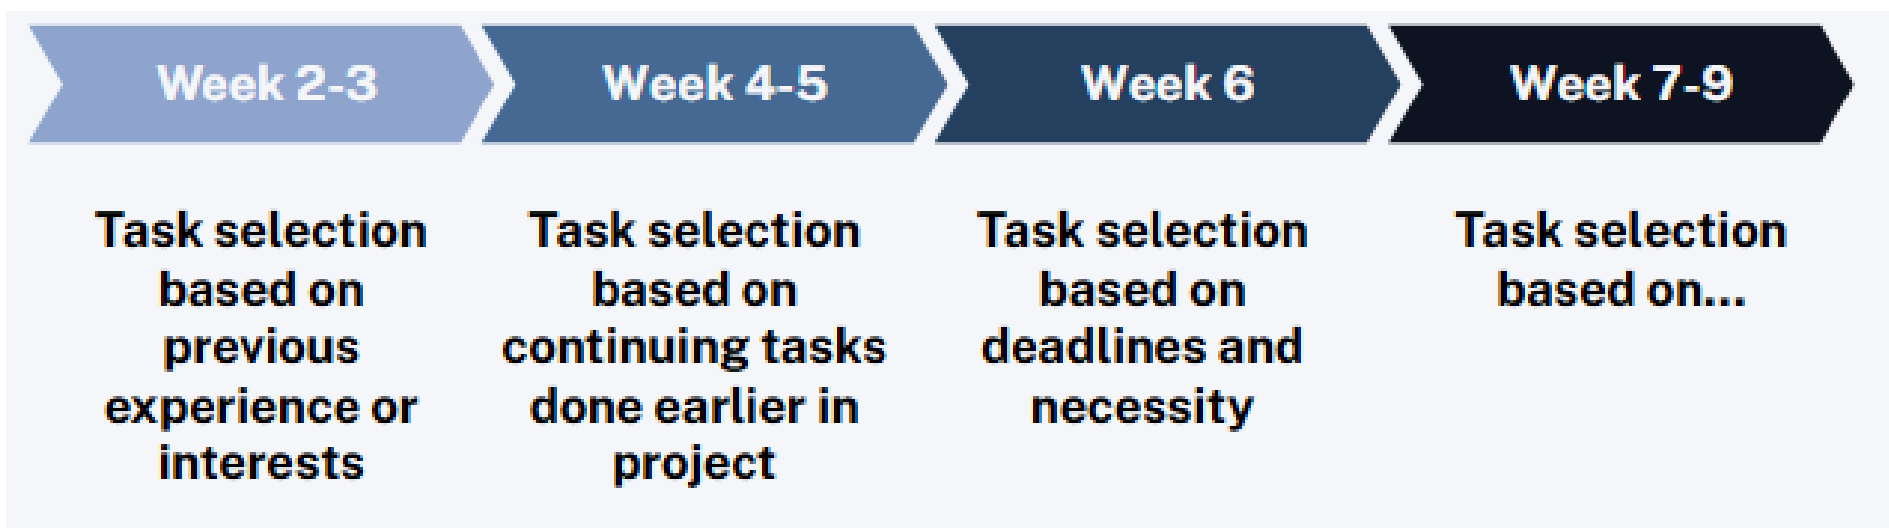 Week 2-3
Week 4-5
Week 6
Week 7-9
Task selection
based on
previous
experience or
interests
Task selection
based on
continuing tasks
done earlier in
project
Task selection
based on
deadlines and
necessity
Task selection
based on...